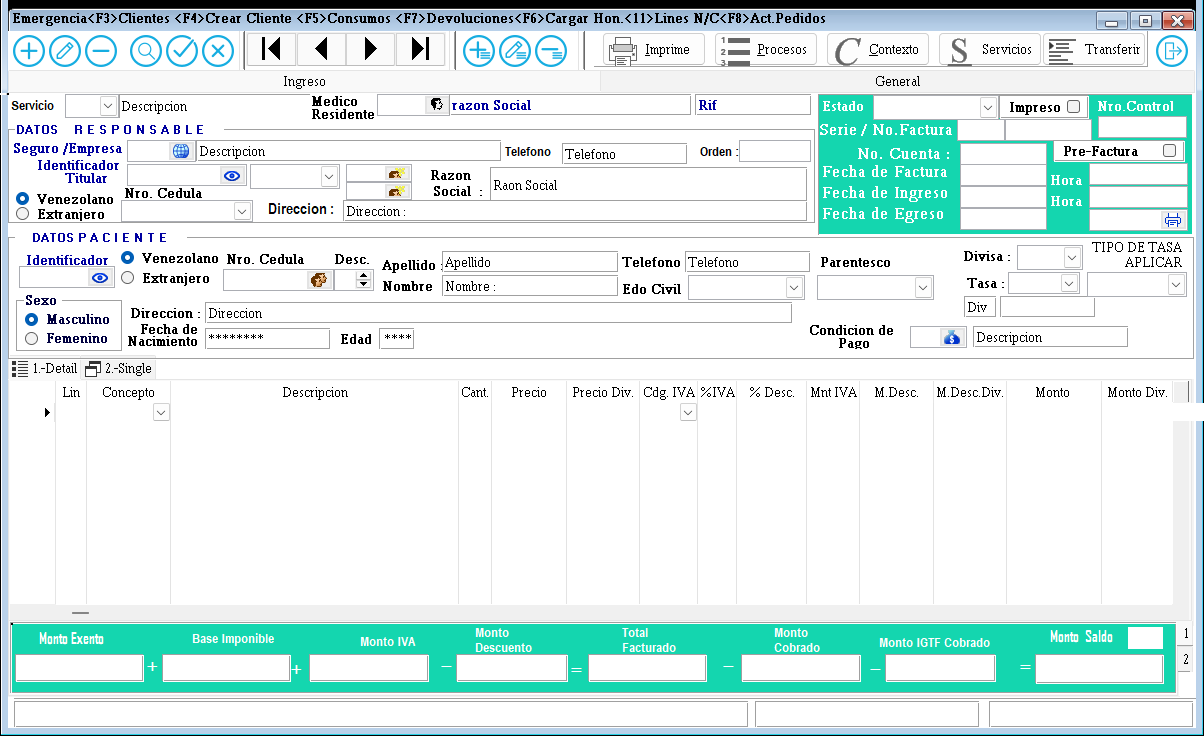 Emergencia<F3>Clientes <F4>Crear Cliente <F5>Consumos <F7>Devoluciones<F6>Cargar Hon.<11>Lines N/C<F8>Act.Pedidos
Imprime
1 2 3 Procesos
C Contexto
S Servicios
Transferir
Ingreso General
Servicio Descripcion Medico Residente razon Social Rif
Estado Impreso Nro.Control
DATOS RESPONSABLE
Serie / No.Factura
Seguro /Empresa Descripcion Telefono Telefono Orden :
No. Cuenta : Pre-Factura
Identificador Titular Razon Social : Raon Social
Fecha de Factura Hora
Venezolano Nro. Cedula
Fecha de Ingreso Hora
Extranjero Direccion : Direccion :
Fecha de Egreso
DATOS PACIENTE
Identificador Venezolano Nro. Cedula Desc. Apellido : Apellido Telefono Telefono Parentesco Divisa : TIPO DE TASA APLICAR
Extranjero Nombre Nombre : Edo Civil Tasa :
Sexo Div
Masculino Direccion : Direccion
Femenino Fecha de Nacimiento ******** Edad **** Condicion de Pago Descripcion
1.-Detail 2.-Single
Lin Concepto Descripcion Cant. Precio Precio Div. Cdg. IVA %IVA % Desc. Mnt IVA M.Desc. M.Desc.Div. Monto Monto Div.
Monto Exento Base Imponible Monto IVA Monto Descuento Total Facturado Monto Cobrado Monto IGTF Cobrado Monto Saldo 1
+ + − = − − = 2